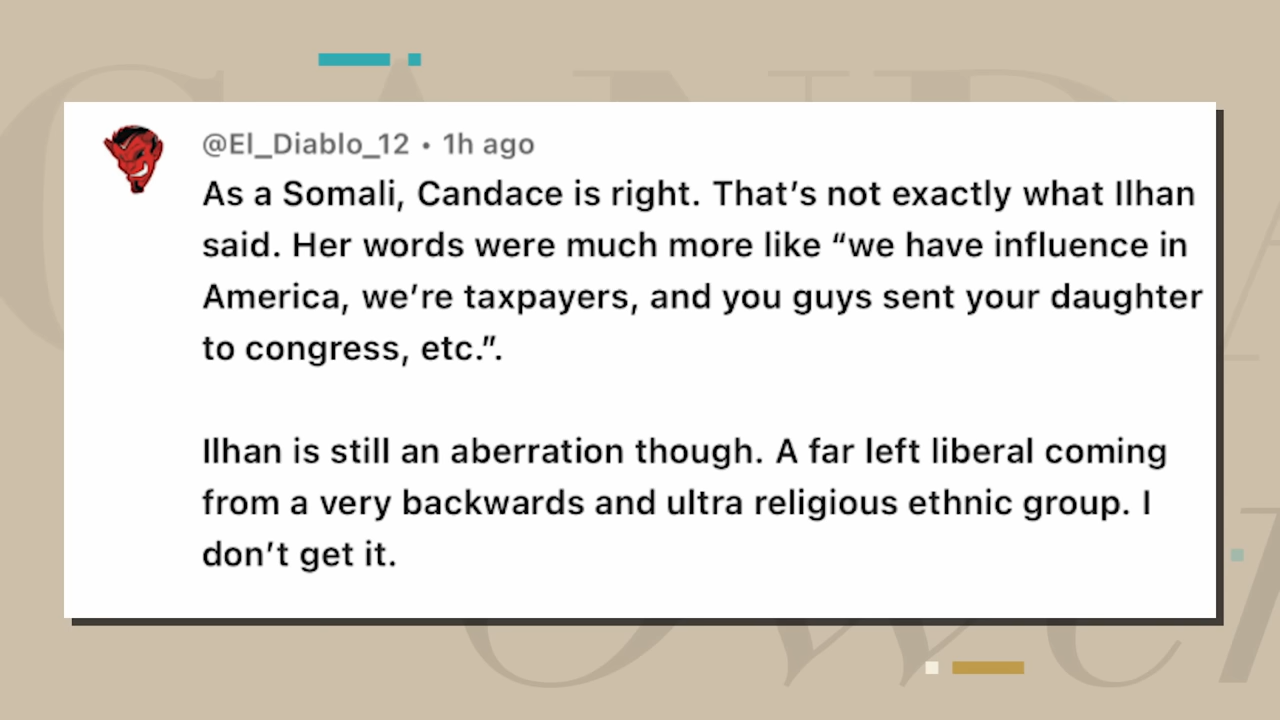 @El_Diablo_12 • 1h ago
As a Somali, Candace is right. That’s not exactly what Ilhan
said. Her words were much more like “we have influence in
America, we’re taxpayers, and you guys sent your daughter
to congress, etc.”.
Ilhan is still an aberration though. A far left liberal coming
from a very backwards and ultra religious ethnic group. I
don’t get it.